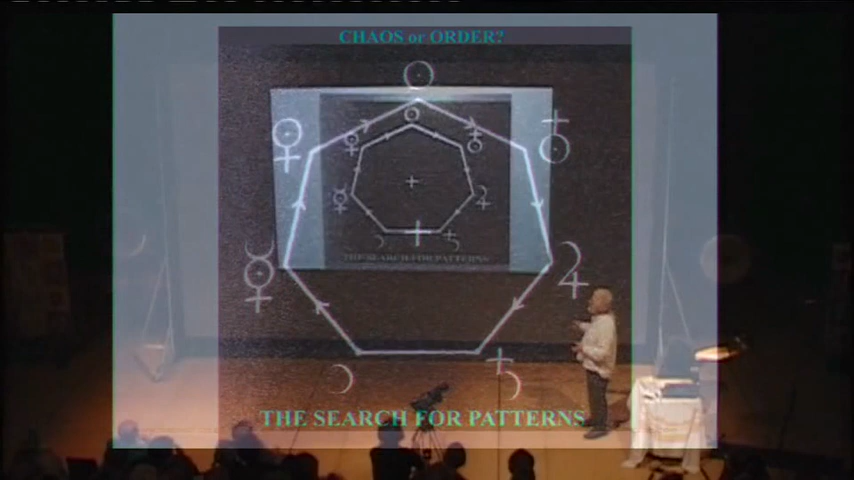 CHAOS or ORDER?
THE SEARCH FOR PATTERNS
THE SEARCH FOR PATTERNS